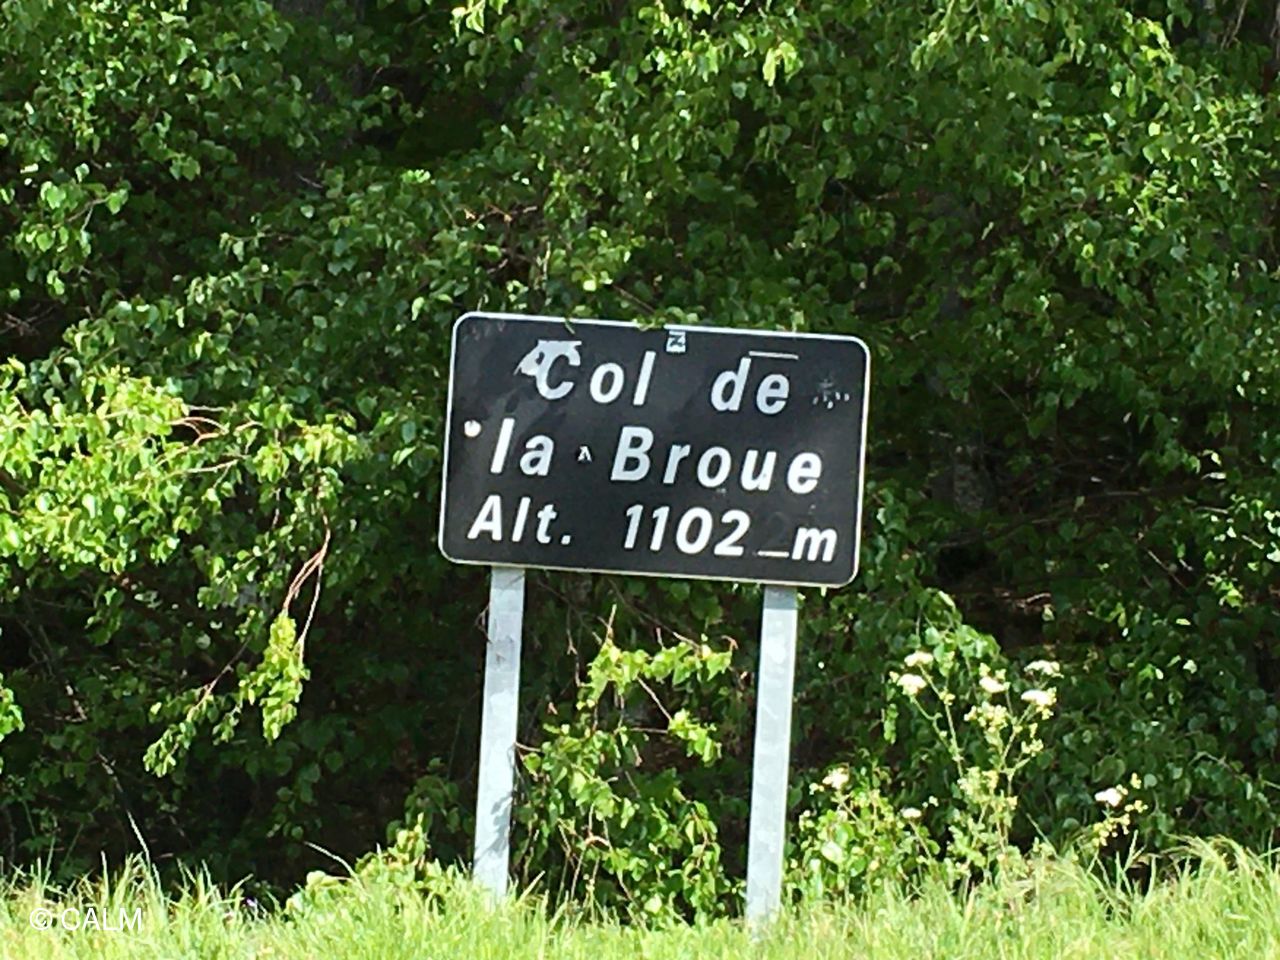 Col de
la Broue
Alt. 1102 m
© CALM